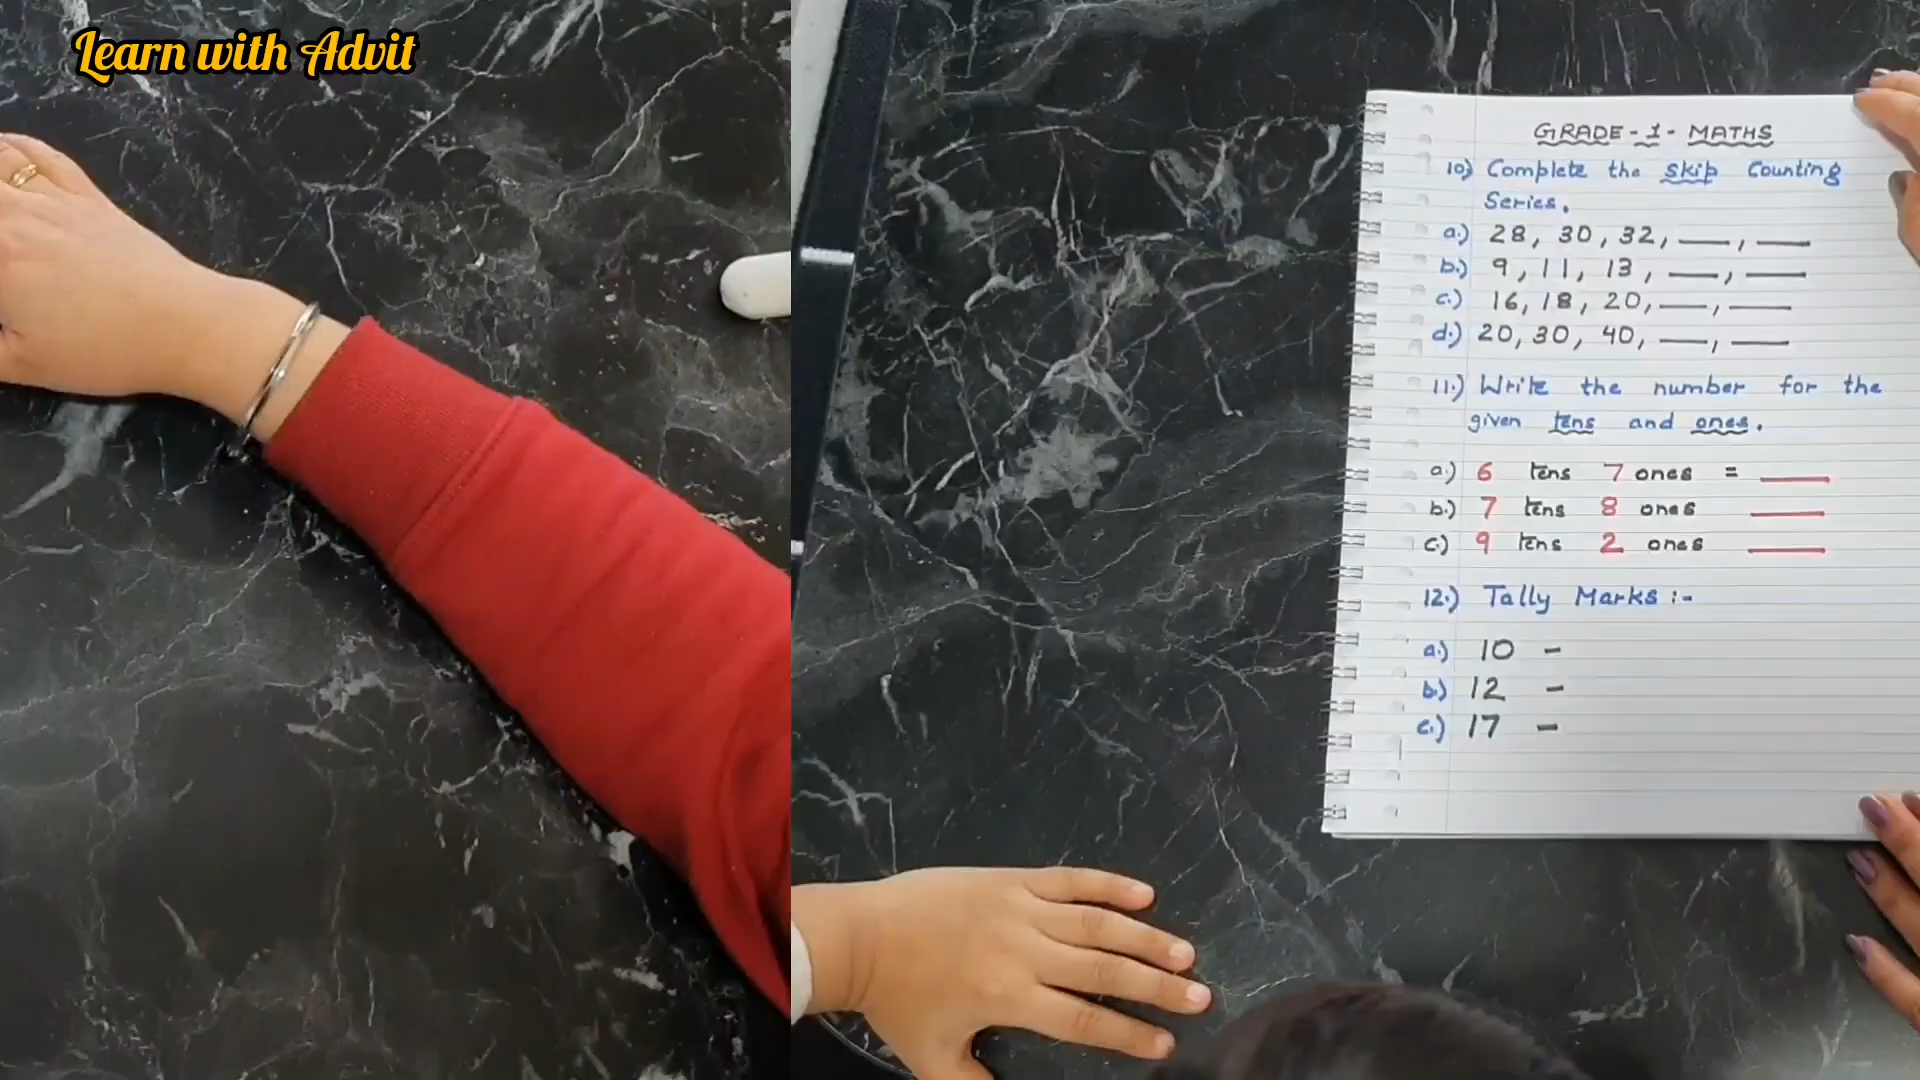 Learn with Advit
GRADE - 1 - MATHS
10) Complete the skip Counting
Series.
a.) 28, 30, 32, ___, ___
b.) 9, 11, 13, ___, ___
c.) 16, 18, 20, ___, ___
d.) 20, 30, 40, ___, ___
11.) Write the number for the
given tens and ones.
a.) 6 tens 7 ones = ___
b.) 7 tens 8 ones ___
c.) 9 tens 2 ones ___
12.) Tally Marks :-
a.) 10 -
b.) 12 -
c.) 17 -